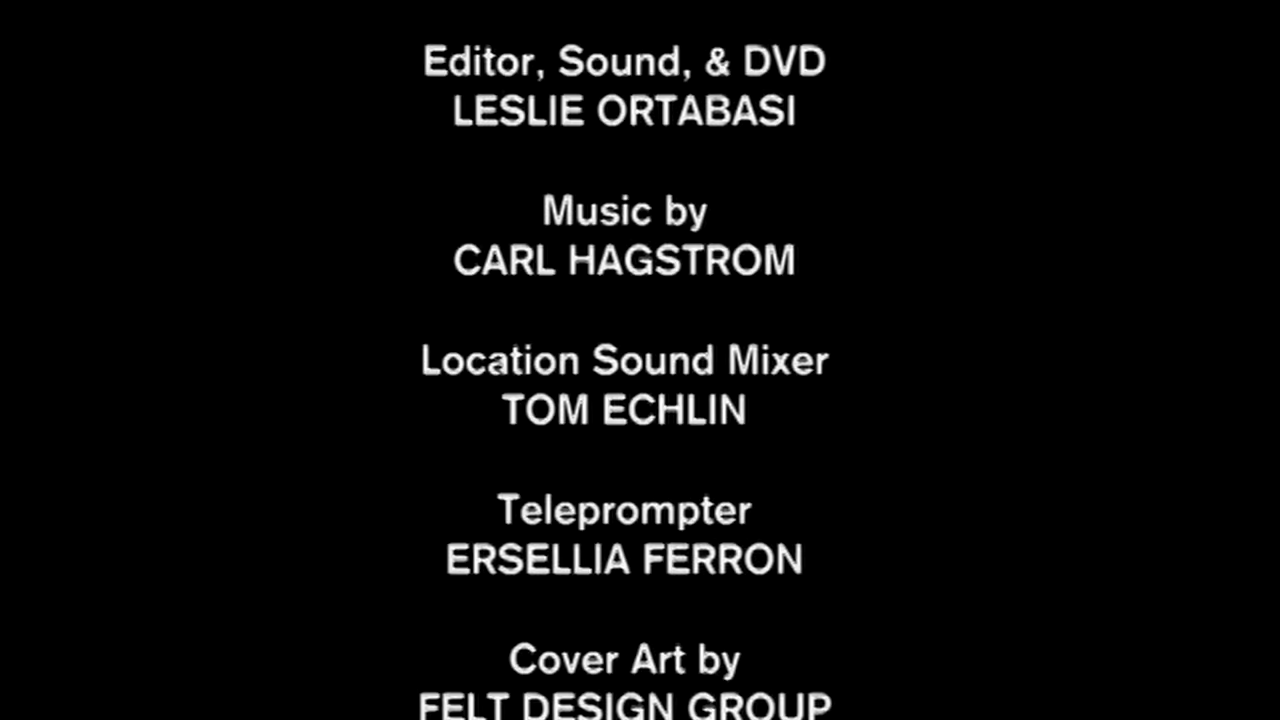 Editor, Sound, & DVD
LESLIE ORTABASI
Music by
CARL HAGSTROM
Location Sound Mixer
TOM ECHLIN
Teleprompter
ERSELLIA FERRON
Cover Art by
FELT DESIGN GROUP